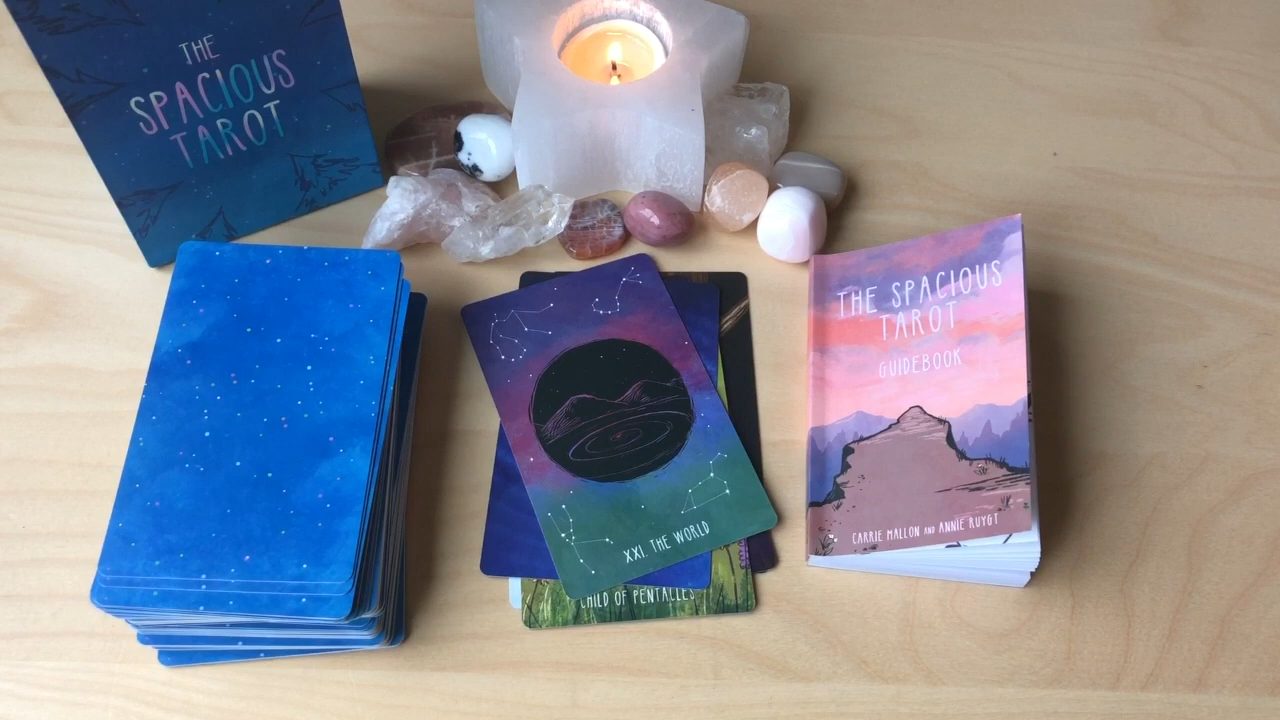 THE
SPACIOUS
TAROT
XXI. THE WORLD
CHILD OF PENTACLES
THE SPACIOUS
TAROT
GUIDEBOOK
CARRIE MALLON AND ANNIE RUYGT